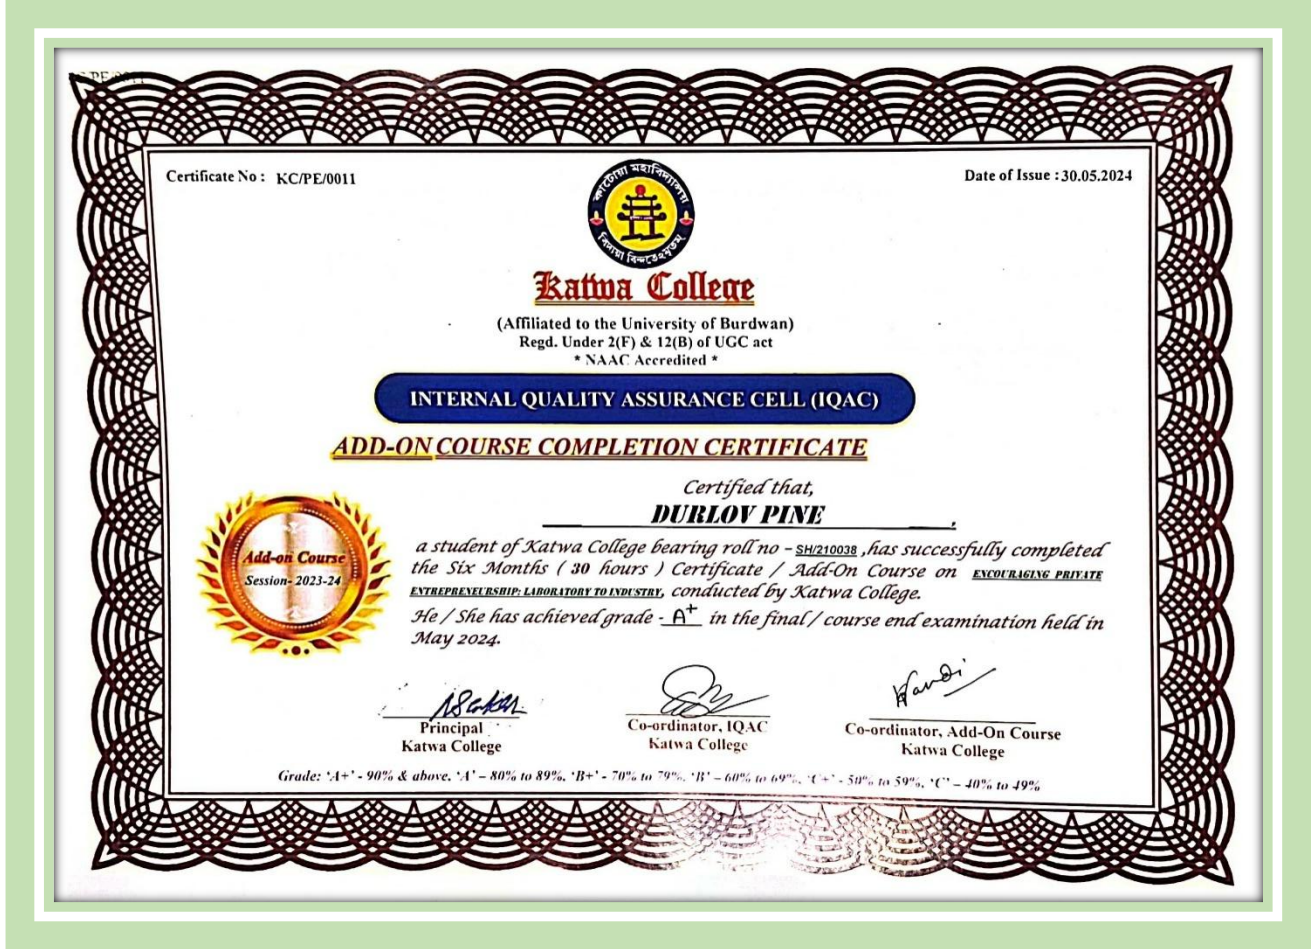 Certificate No : KC/PE/0011
Date of Issue : 30.05.2024
কাটোয়া মহাবিদ্যালয়
Katwa College
(Affiliated to the University of Burdwan)
Regd. Under 2(F) & 12(B) of UGC act
* NAAC Accredited *
INTERNAL QUALITY ASSURANCE CELL (IQAC)
ADD-ON COURSE COMPLETION CERTIFICATE
Certified that,
DURLOV PINE
Add-on Course
Session- 2023-24
a student of Katwa College bearing roll no - SH/210038 ,has successfully completed
the Six Months ( 30 hours ) Certificate / Add-On Course on ENCOURAGING PRIVATE
ENTREPRENEURSHIP: LABORATORY TO INDUSTRY, conducted by Katwa College.
He / She has achieved grade - A+ in the final / course end examination held in
May 2024.
Principal
Katwa College
Co-ordinator, IQAC
Katwa College
Co-ordinator, Add-On Course
Katwa College
Grade: 'A+' - 90% & above, 'A' – 80% to 89%, 'B+' - 70% to 79%, 'B' – 60% to 69%, 'C+' - 50% to 59%, 'C' – 40% to 49%